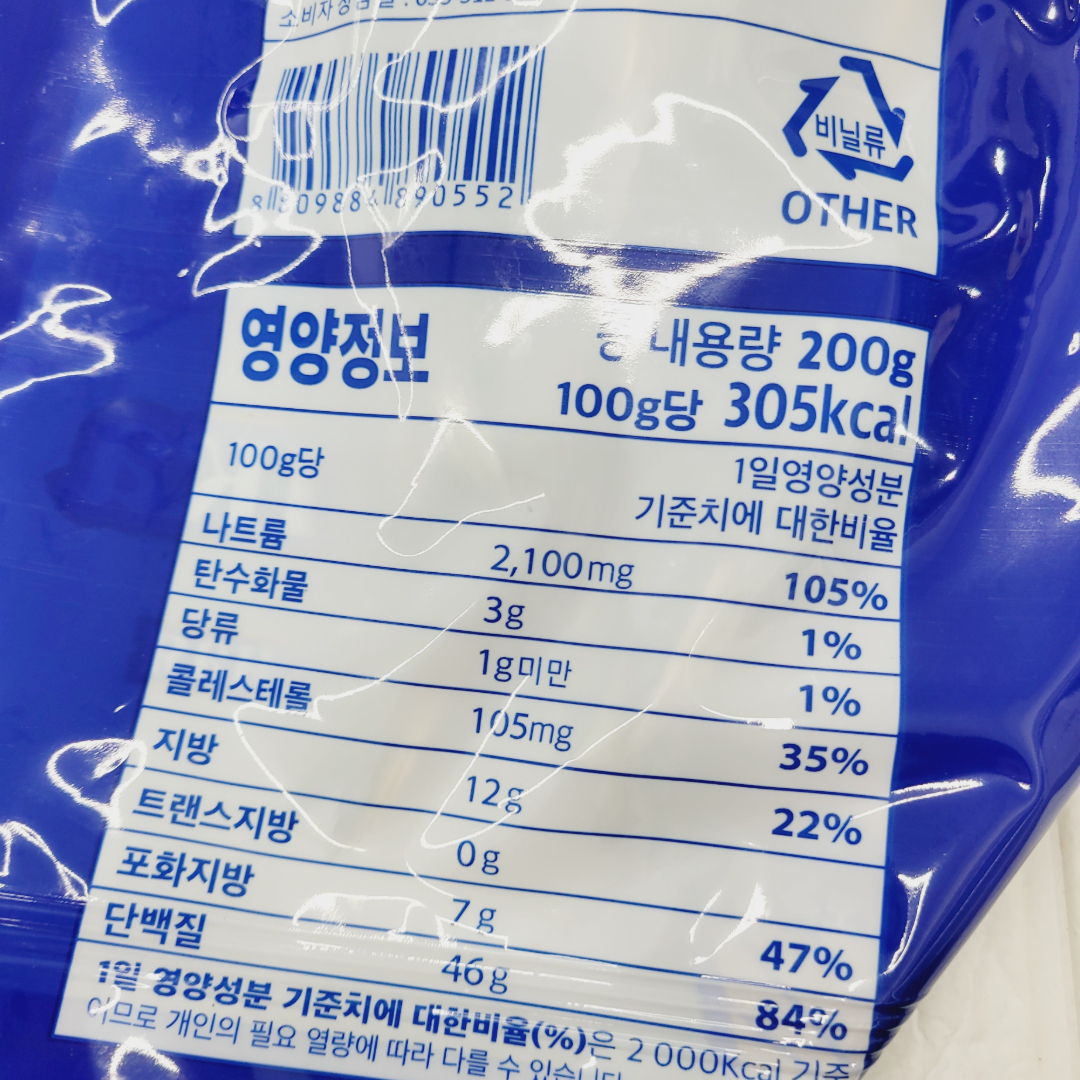 비닐류
OTHER
8 809884 890552
영양정보
내용량 200g
100g당 305kcal
100g당
1일영양성분
기준치에 대한비율
나트륨 2,100mg 105%
탄수화물 3g 1%
당류 1g미만 1%
콜레스테롤 105mg 35%
지방 12g 22%
트랜스지방 0g
포화지방 7g 47%
단백질 46g 84%
1일 영양성분 기준치에 대한비율(%)은 2 000Kcal 기준
이므로 개인의 필요 열량에 따라 다를 수 있습니다